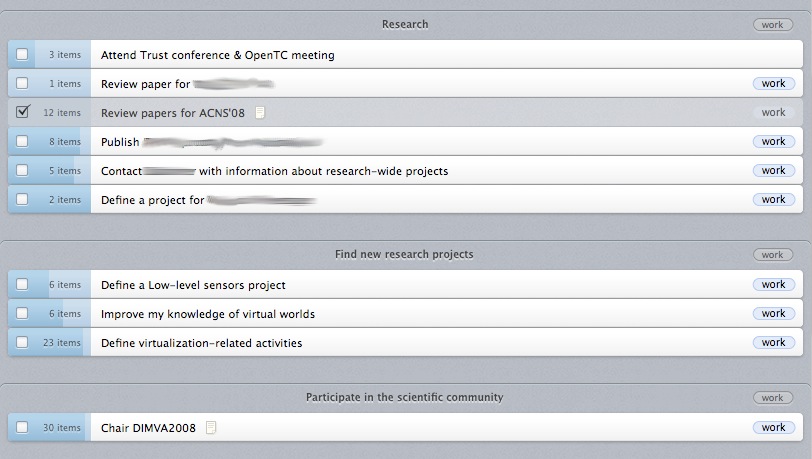 Research work
3 items Attend Trust conference & OpenTC meeting
1 items Review paper for work
12 items Review papers for ACNS'08 work
8 items Publish work
5 items Contact with information about research-wide projects work
2 items Define a project for work
Find new research projects work
6 items Define a Low-level sensors project work
6 items Improve my knowledge of virtual worlds work
23 items Define virtualization-related activities work
Participate in the scientific community work
30 items Chair DIMVA2008 work